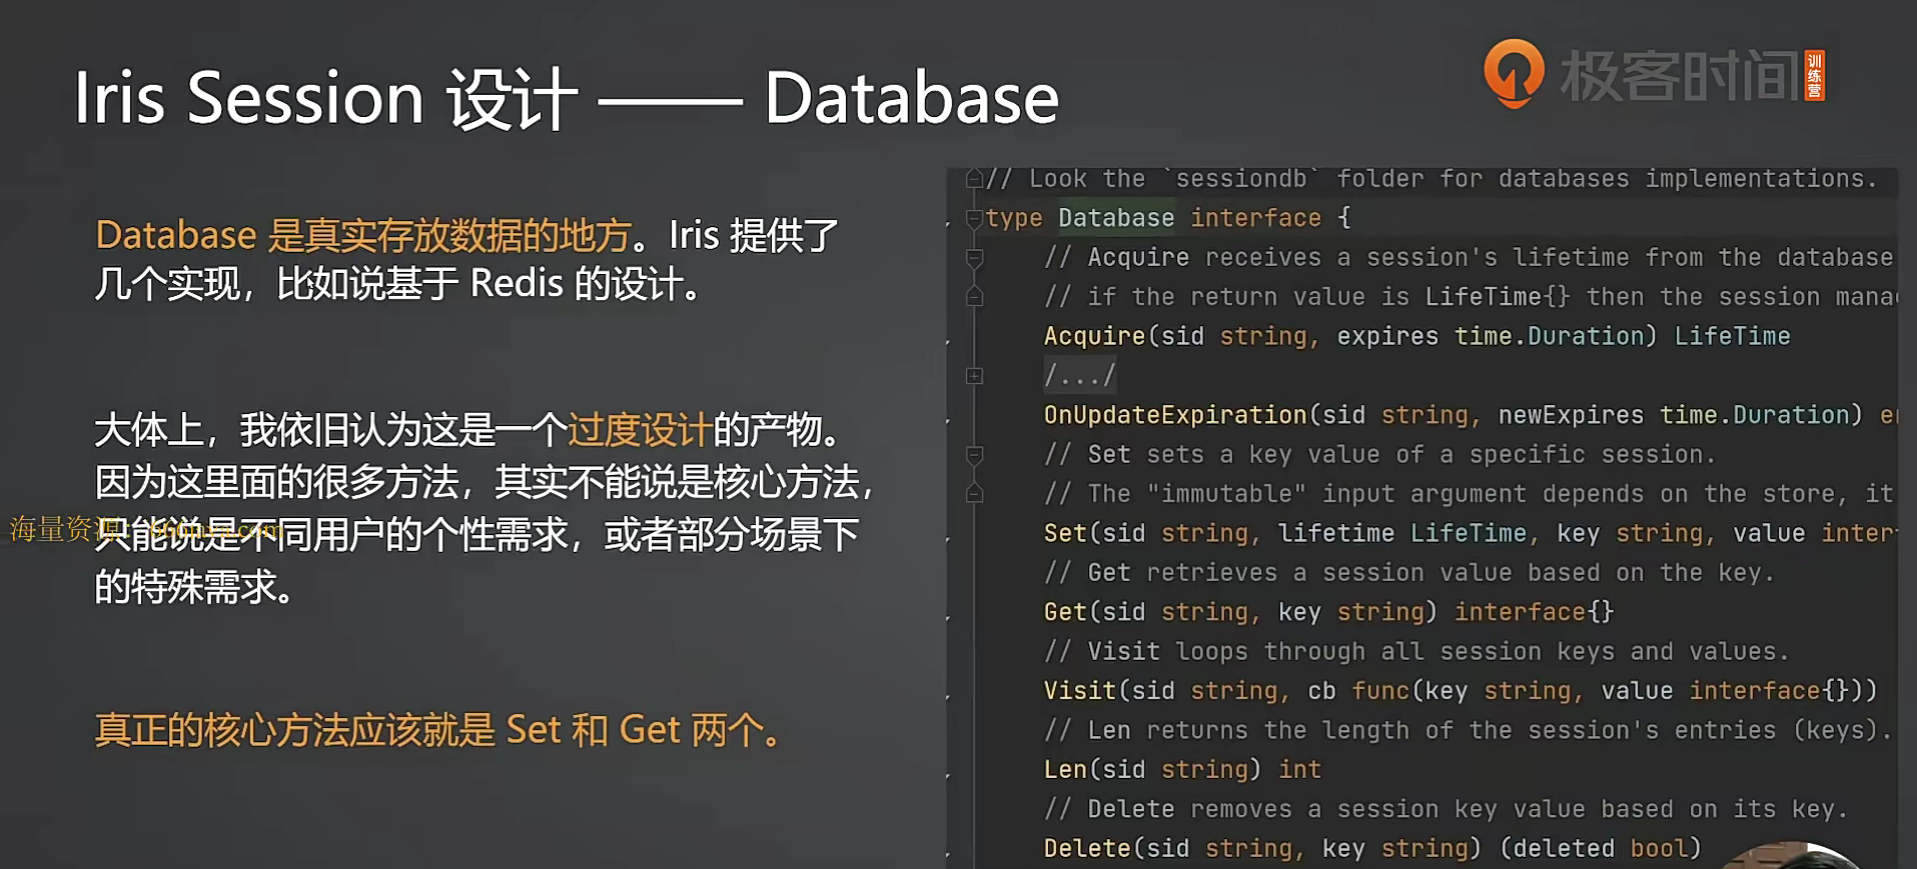 Iris Session 设计 —— Database
极客时间
训练营
Database 是真实存放数据的地方。Iris 提供了
几个实现，比如说基于 Redis 的设计。
大体上，我依旧认为这是一个过度设计的产物。
因为这里面的很多方法，其实不能说是核心方法，
只能说是不同用户的个性需求，或者部分场景下
的特殊需求。
海量资源
真正的核心方法应该就是 Set 和 Get 两个。
// Look the `sessiondb` folder for databases implementations.
type Database interface {
// Acquire receives a session's lifetime from the database
// if the return value is LifeTime{} then the session mana
Acquire(sid string, expires time.Duration) LifeTime
/.../
OnUpdateExpiration(sid string, newExpires time.Duration) er
// Set sets a key value of a specific session.
// The "immutable" input argument depends on the store, it
Set(sid string, lifetime LifeTime, key string, value inter
// Get retrieves a session value based on the key.
Get(sid string, key string) interface{}
// Visit loops through all session keys and values.
Visit(sid string, cb func(key string, value interface{}))
// Len returns the length of the session's entries (keys).
Len(sid string) int
// Delete removes a session key value based on its key.
Delete(sid string, key string) (deleted bool)